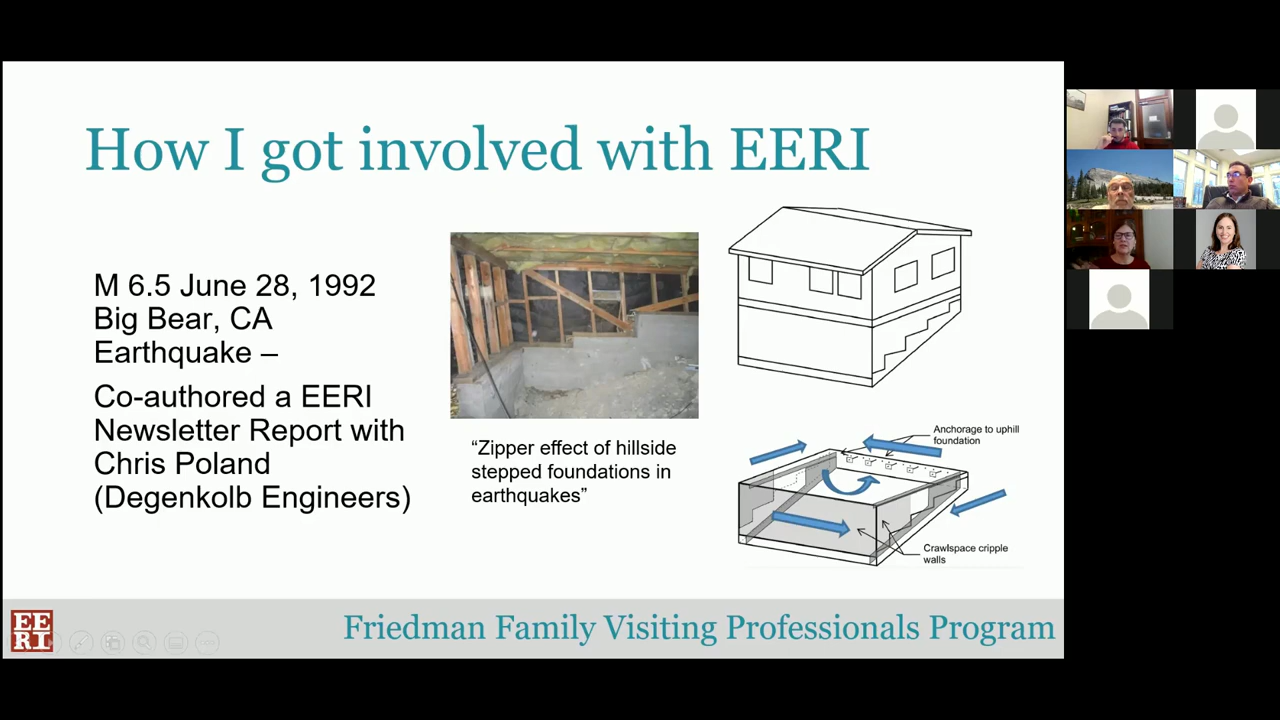 How I got involved with EERI
M 6.5 June 28, 1992
Big Bear, CA
Earthquake –
Co-authored a EERI
Newsletter Report with
Chris Poland
(Degenkolb Engineers)
“Zipper effect of hillside
stepped foundations in
earthquakes”
Anchorage to uphill
foundation
Crawlspace cripple
walls
EE
RI
Friedman Family Visiting Professionals Program